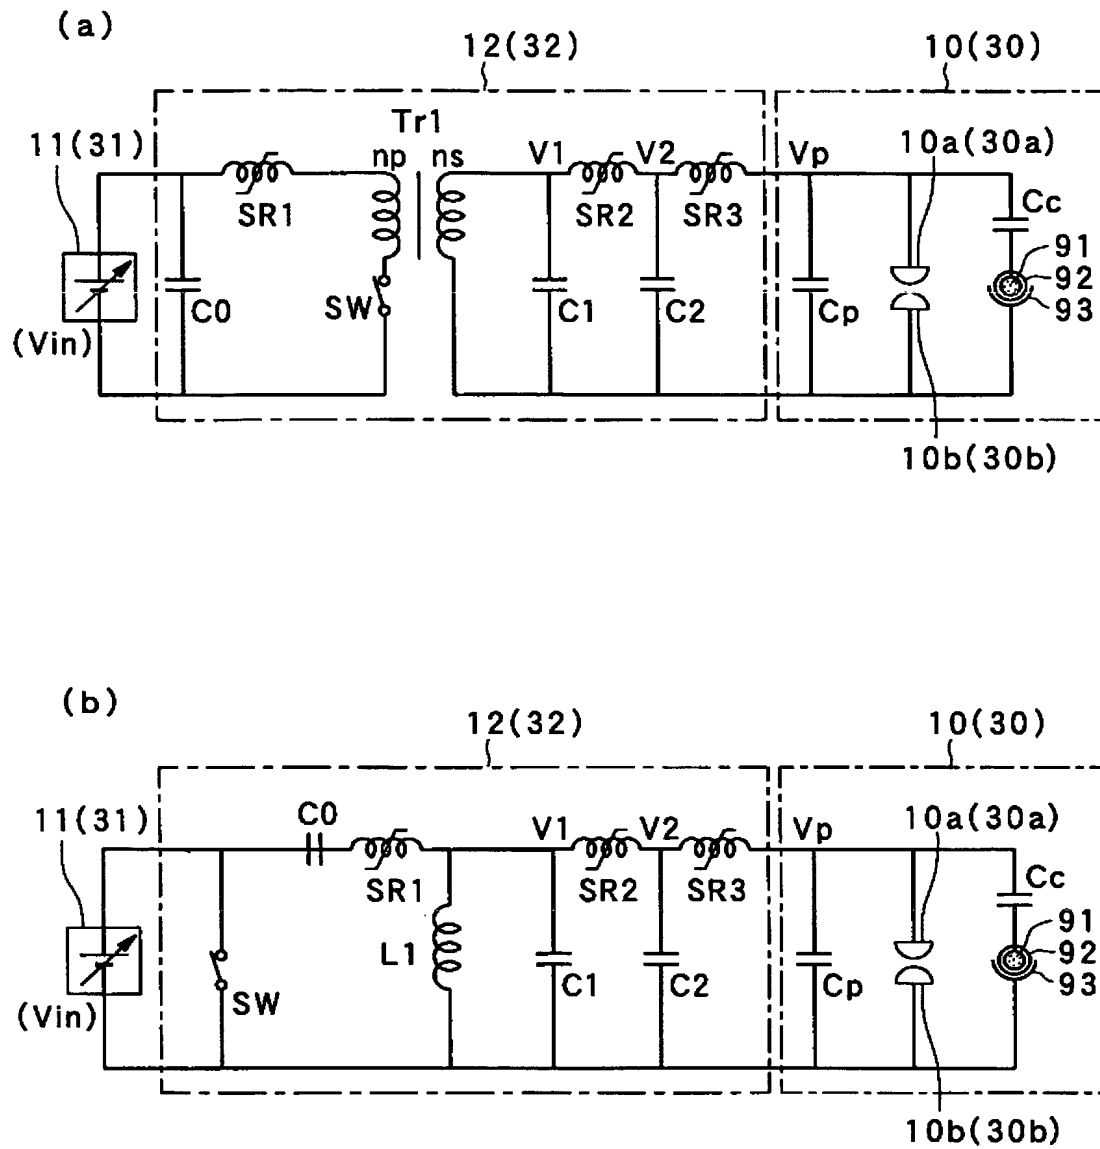 (a)
12(32)
10(30)
Tr1
11(31)
np ns
V1 V2
Vp
10a(30a)
SR1
SR2 SR3
Cc
91
92
93
SW
C0
C1
C2
Cp
(Vin)
10b(30b)
(b)
12(32)
10(30)
11(31)
C0
V1 V2
Vp
10a(30a)
SR1
SR2 SR3
Cc
91
92
93
L1
SW
C1
C2
Cp
(Vin)
10b(30b)